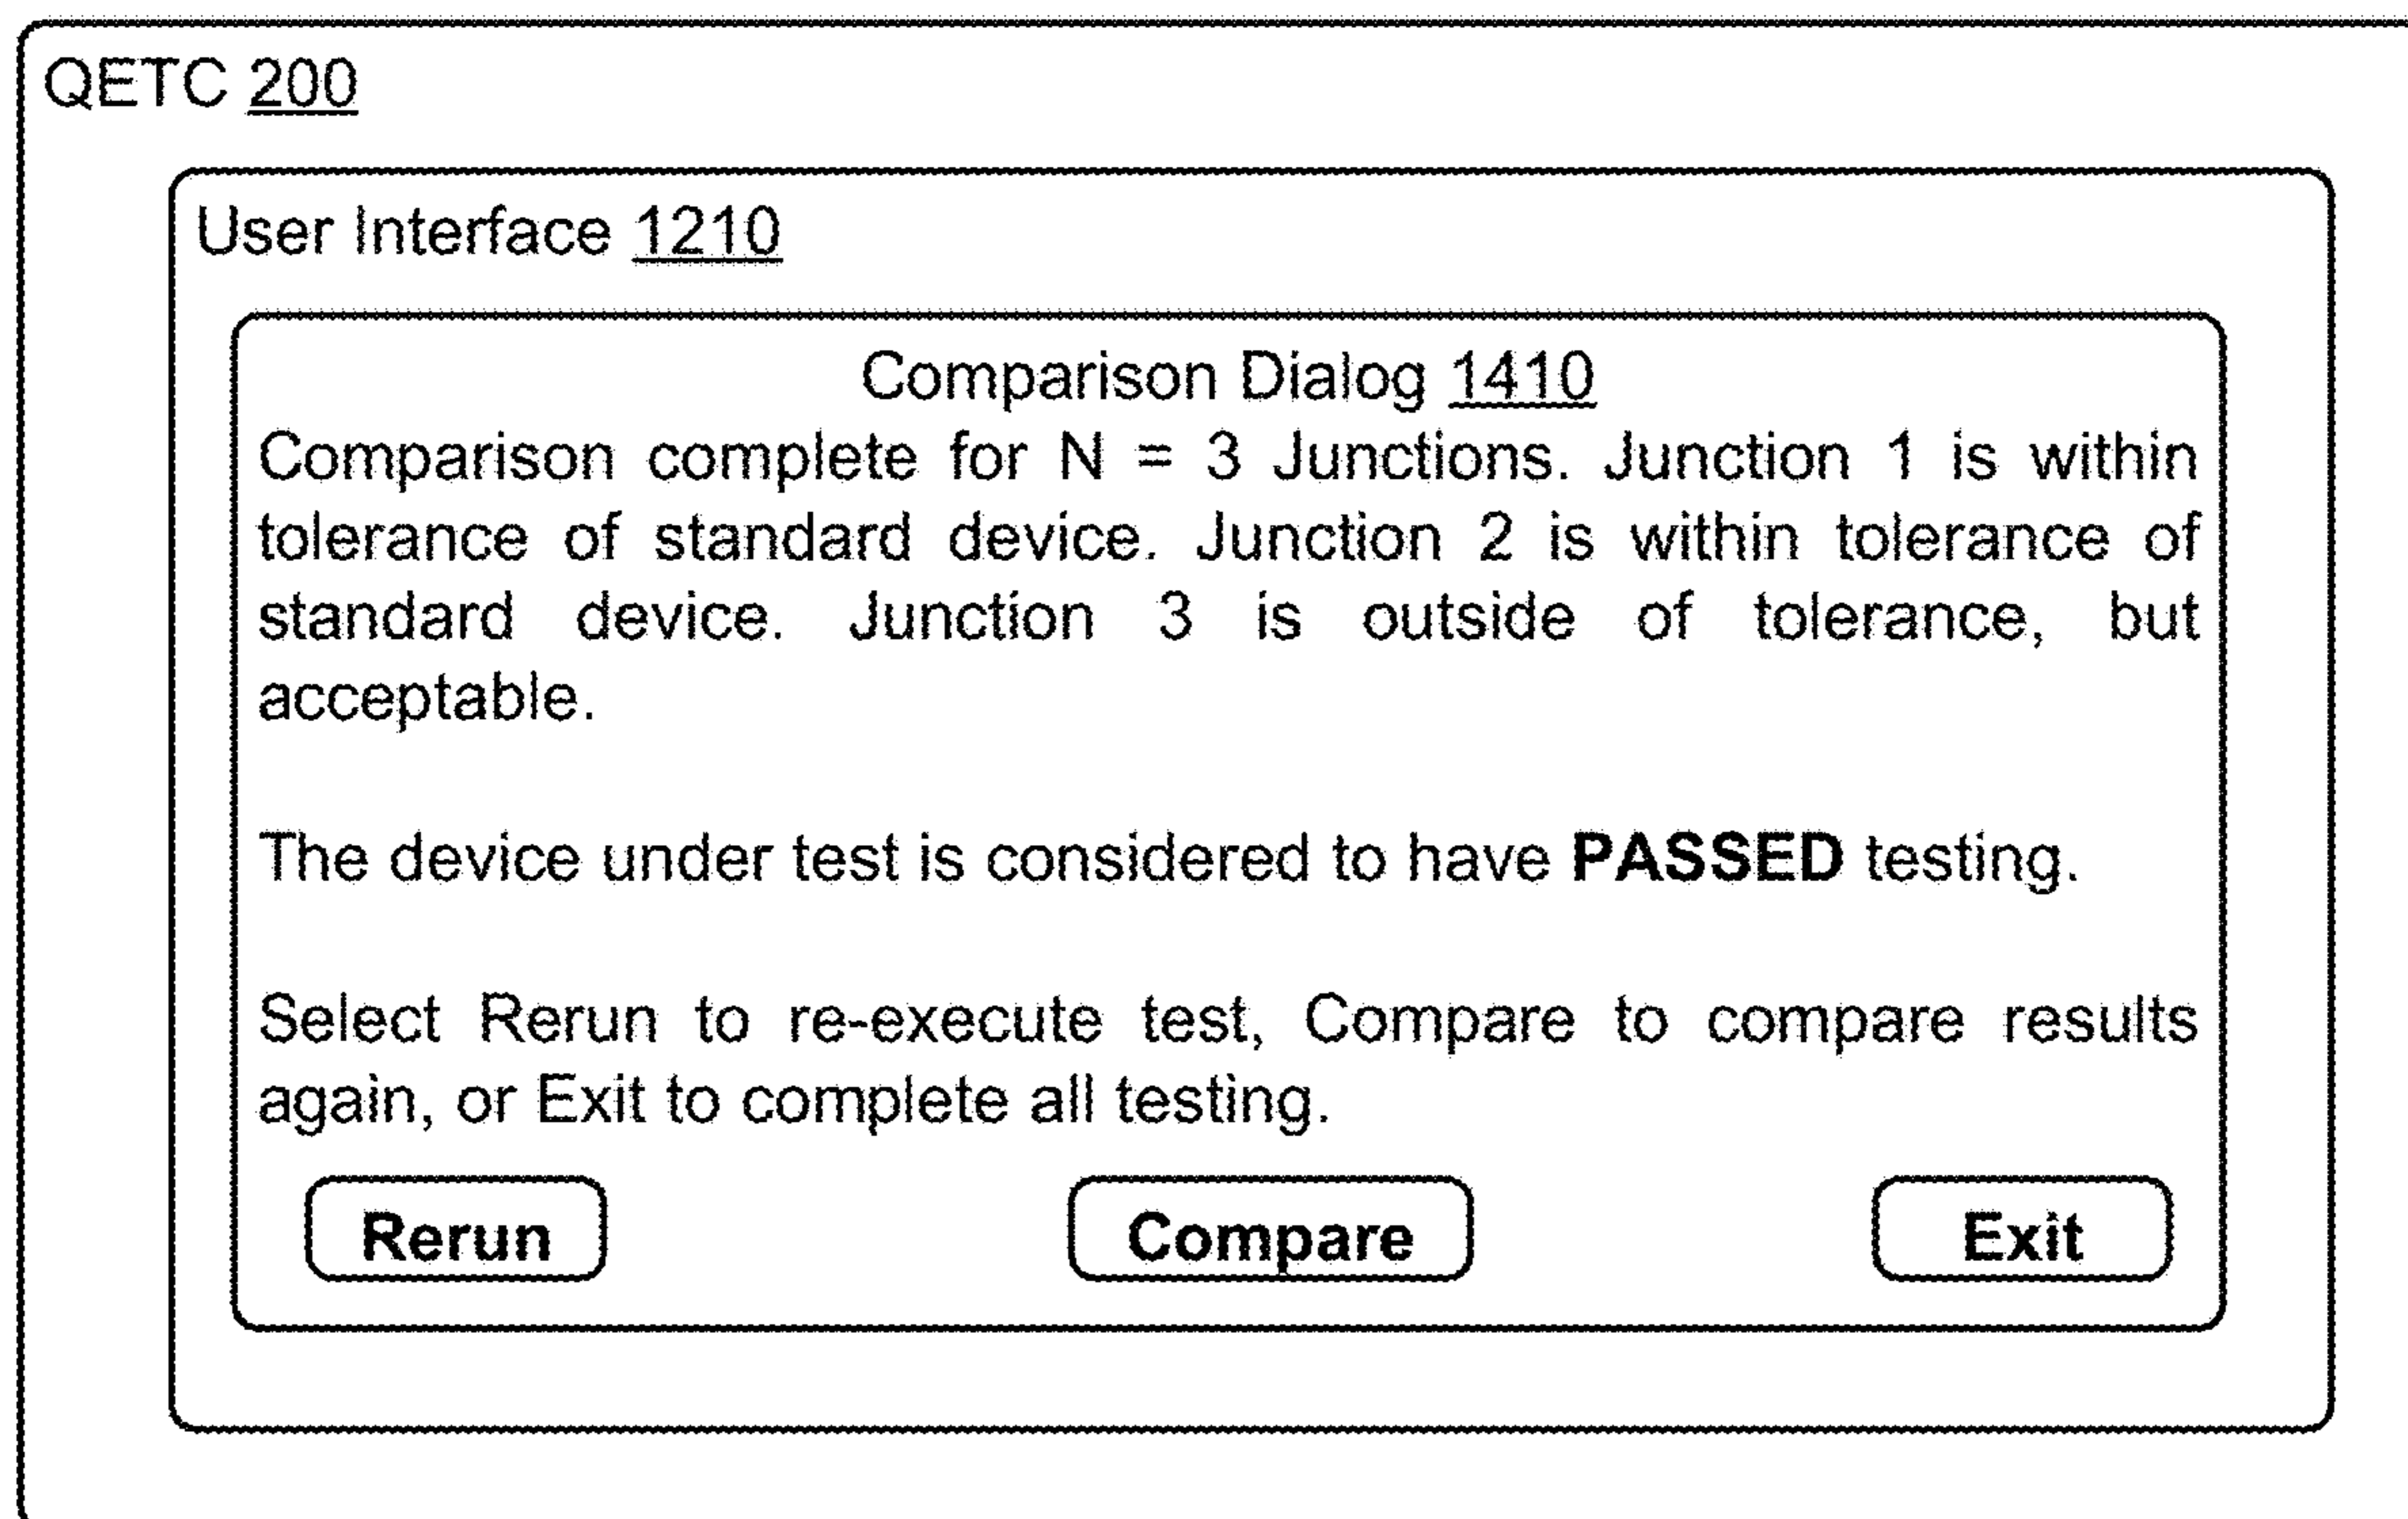 QETC 200
User Interface 1210
Comparison Dialog 1410
Comparison complete for N = 3 Junctions. Junction 1 is within
tolerance of standard device. Junction 2 is within tolerance of
standard device. Junction 3 is outside of tolerance, but
acceptable.
The device under test is considered to have PASSED testing.
Select Rerun to re-execute test, Compare to compare results
again, or Exit to complete all testing.
Rerun
Compare
Exit